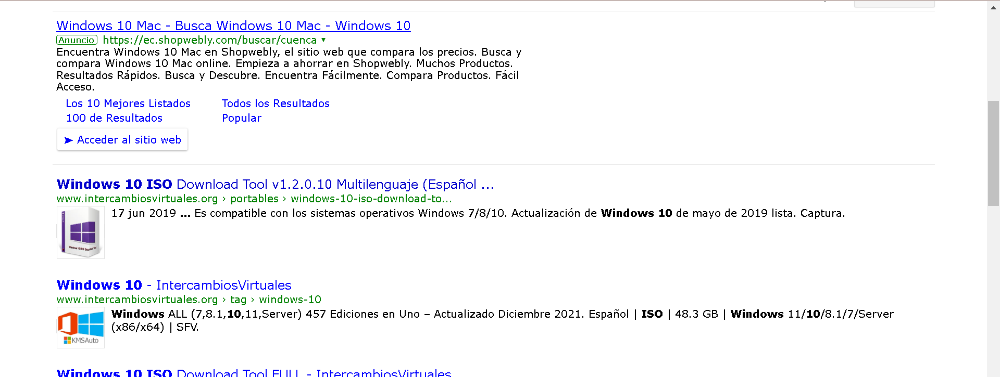 Windows 10 Mac - Busca Windows 10 Mac - Windows 10
Anuncio https://ec.shopwebly.com/buscar/cuenca ▼
Encuentra Windows 10 Mac en Shopwebly, el sitio web que compara los precios. Busca y
compara Windows 10 Mac online. Empieza a ahorrar en Shopwebly. Muchos Productos.
Resultados Rápidos. Busca y Descubre. Encuentra Fácilmente. Compara Productos. Fácil
Acceso.
Los 10 Mejores Listados Todos los Resultados
100 de Resultados Popular
➤ Acceder al sitio web
Windows 10 ISO Download Tool v1.2.0.10 Multilenguaje (Español ...
www.intercambiosvirtuales.org › portables › windows-10-iso-download-to...
17 jun 2019 ... Es compatible con los sistemas operativos Windows 7/8/10. Actualización de Windows 10 de mayo de 2019 lista. Captura.
Windows 10 ISO Download Tool
Windows 10 - IntercambiosVirtuales
www.intercambiosvirtuales.org › tag › windows-10
Windows ALL (7,8.1,10,11,Server) 457 Ediciones en Uno – Actualizado Diciembre 2021. Español | ISO | 48.3 GB | Windows 11/10/8.1/7/Server
(x86/x64) | SFV.
KMSAuto
Windows 10 ISO Download Tool FULL - IntercambiosVirtuales